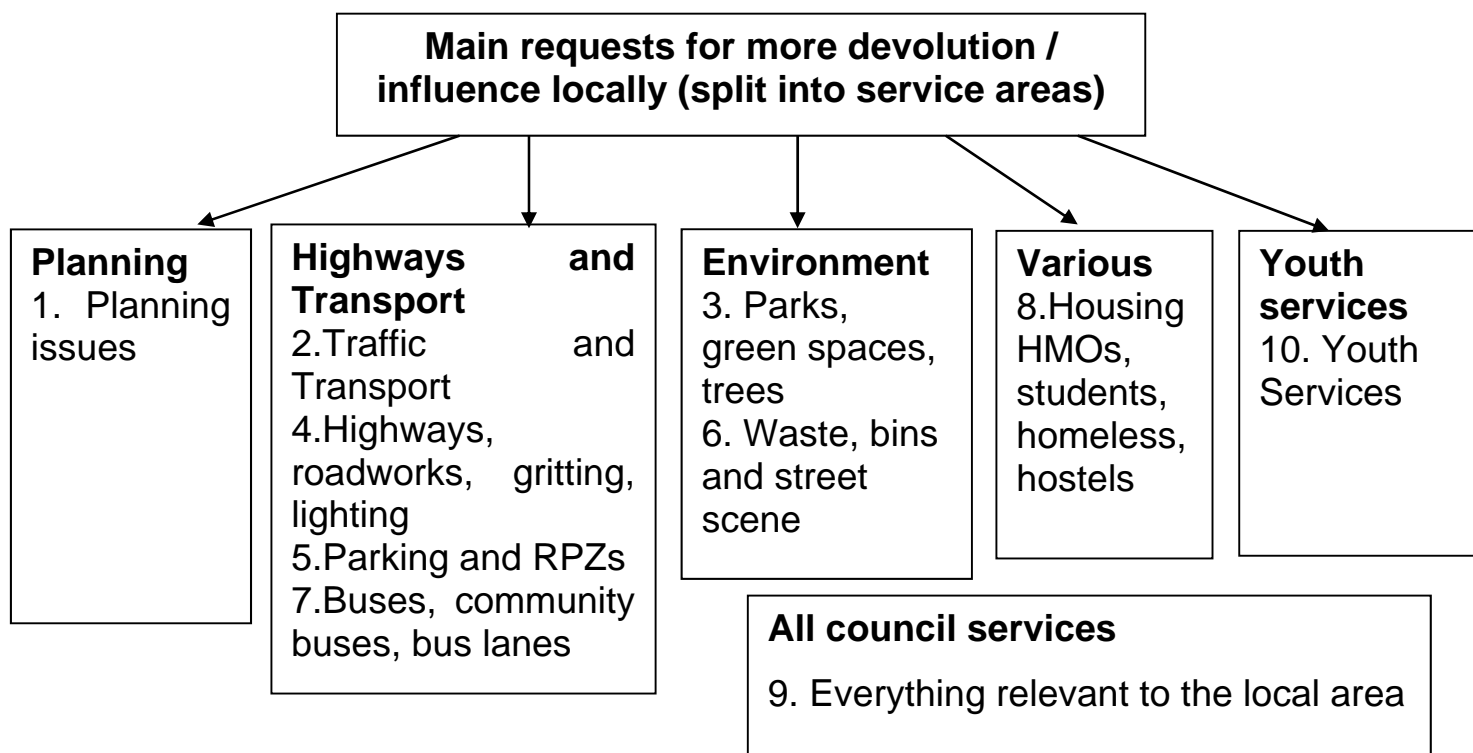 Main requests for more devolution /
influence locally (split into service areas)
Planning
1. Planning
issues
Highways and
Transport
2.Traffic and
Transport
4.Highways,
roadworks, gritting,
lighting
5.Parking and RPZs
7.Buses, community
buses, bus lanes
Environment
3. Parks,
green spaces,
trees
6. Waste, bins
and street
scene
Various
8.Housing
HMOs,
students,
homeless,
hostels
Youth
services
10. Youth
Services
All council services
9. Everything relevant to the local area